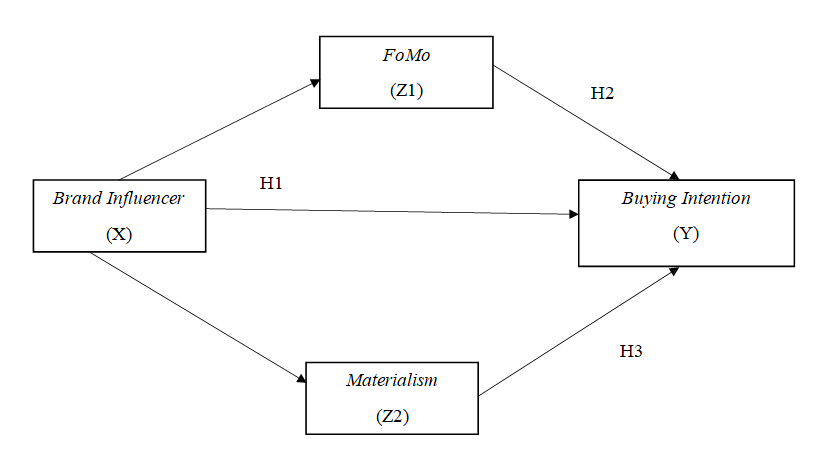 FoMo
(Z1)
H2
H1
Brand Influencer
(X)
Buying Intention
(Y)
H3
Materialism
(Z2)